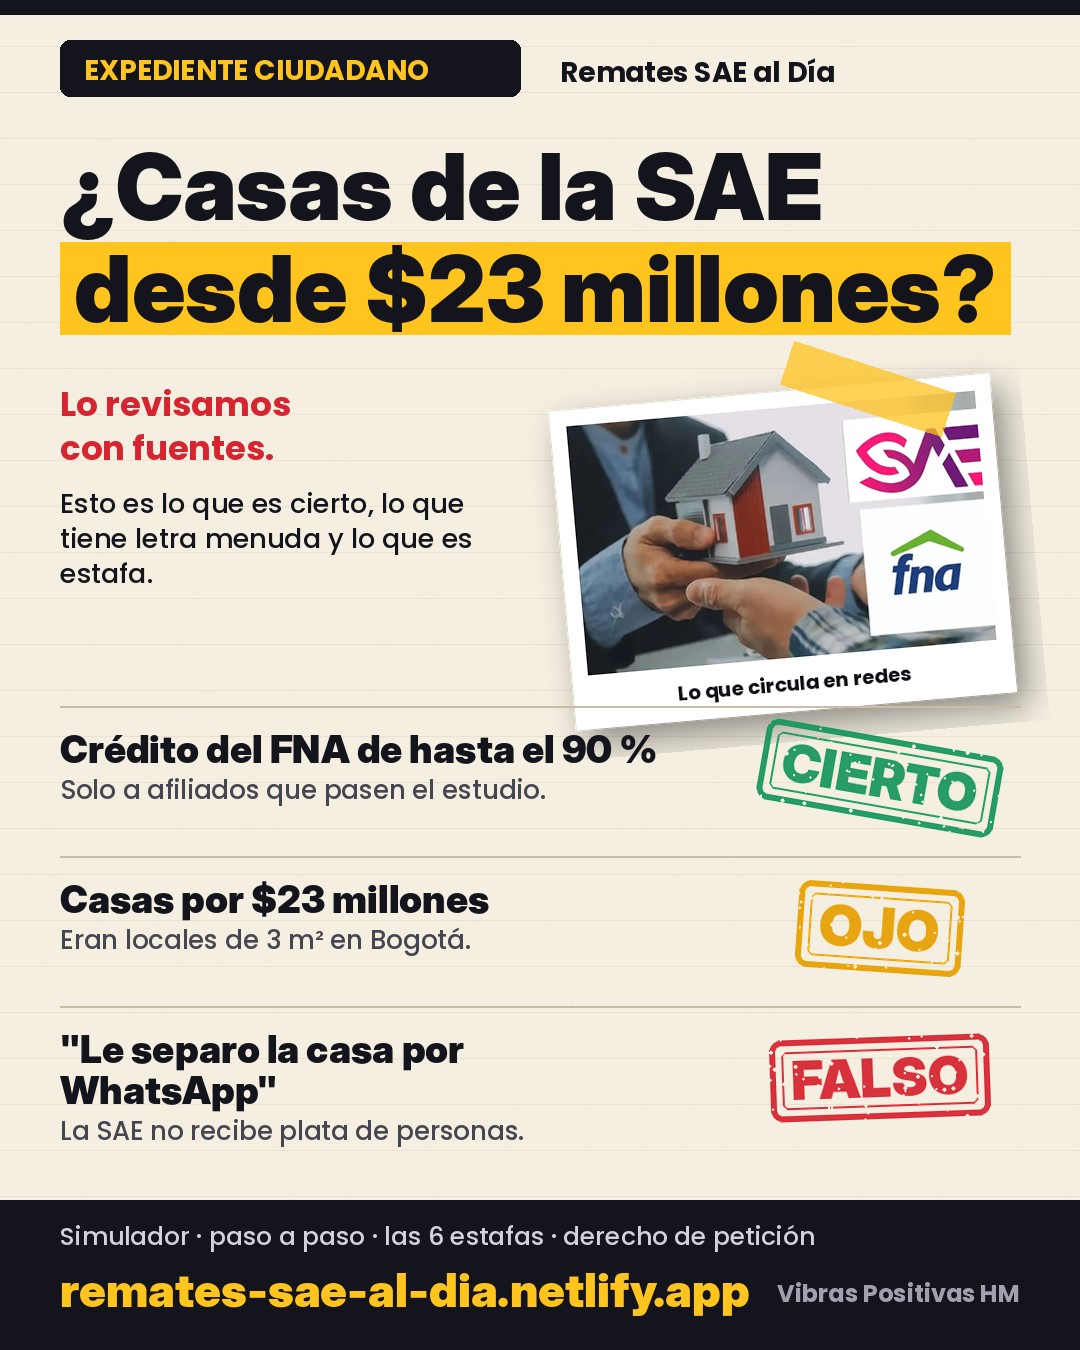 EXPEDIENTE CIUDADANO
Remates SAE al Día
¿Casas de la SAE
desde $23 millones?
Lo revisamos
con fuentes.
Esto es lo que es cierto, lo que
tiene letra menuda y lo que es
estafa.
SAE
fna
Lo que circula en redes
Crédito del FNA de hasta el 90 %
Solo a afiliados que pasen el estudio.
CIERTO
Casas por $23 millones
Eran locales de 3 m² en Bogotá.
OJO
"Le separo la casa por
WhatsApp"
La SAE no recibe plata de personas.
FALSO
Simulador · paso a paso · las 6 estafas · derecho de petición
remates-sae-al-dia.netlify.app
Vibras Positivas HM